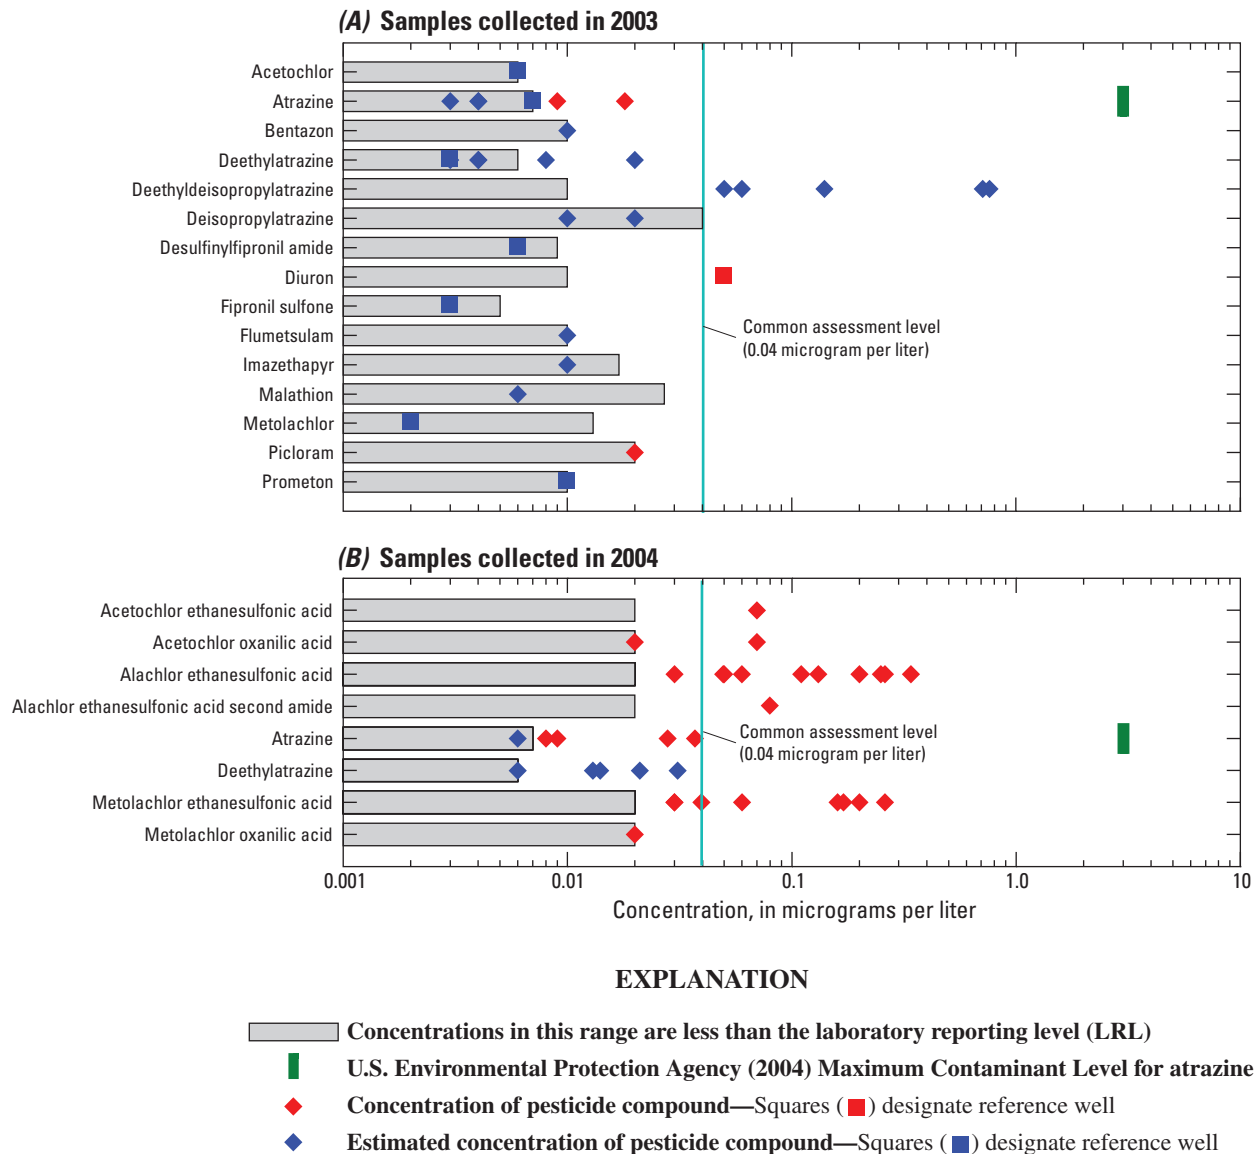 (A) Samples collected in 2003
Acetochlor
Atrazine
Bentazon
Deethylatrazine
Deethyldeisopropylatrazine
Deisopropylatrazine
Desulfinylfipronil amide
Diuron
Fipronil sulfone
Flumetsulam
Imazethapyr
Malathion
Metolachlor
Picloram
Prometon
Common assessment level
(0.04 microgram per liter)
(B) Samples collected in 2004
Acetochlor ethanesulfonic acid
Acetochlor oxanilic acid
Alachlor ethanesulfonic acid
Alachlor ethanesulfonic acid second amide
Atrazine
Deethylatrazine
Metolachlor ethanesulfonic acid
Metolachlor oxanilic acid
Common assessment level
(0.04 microgram per liter)
0.001 0.01 0.1 1.0 10
Concentration, in micrograms per liter
EXPLANATION
Concentrations in this range are less than the laboratory reporting level (LRL)
U.S. Environmental Protection Agency (2004) Maximum Contaminant Level for atrazine
Concentration of pesticide compound—Squares ( ) designate reference well
Estimated concentration of pesticide compound—Squares ( ) designate reference well